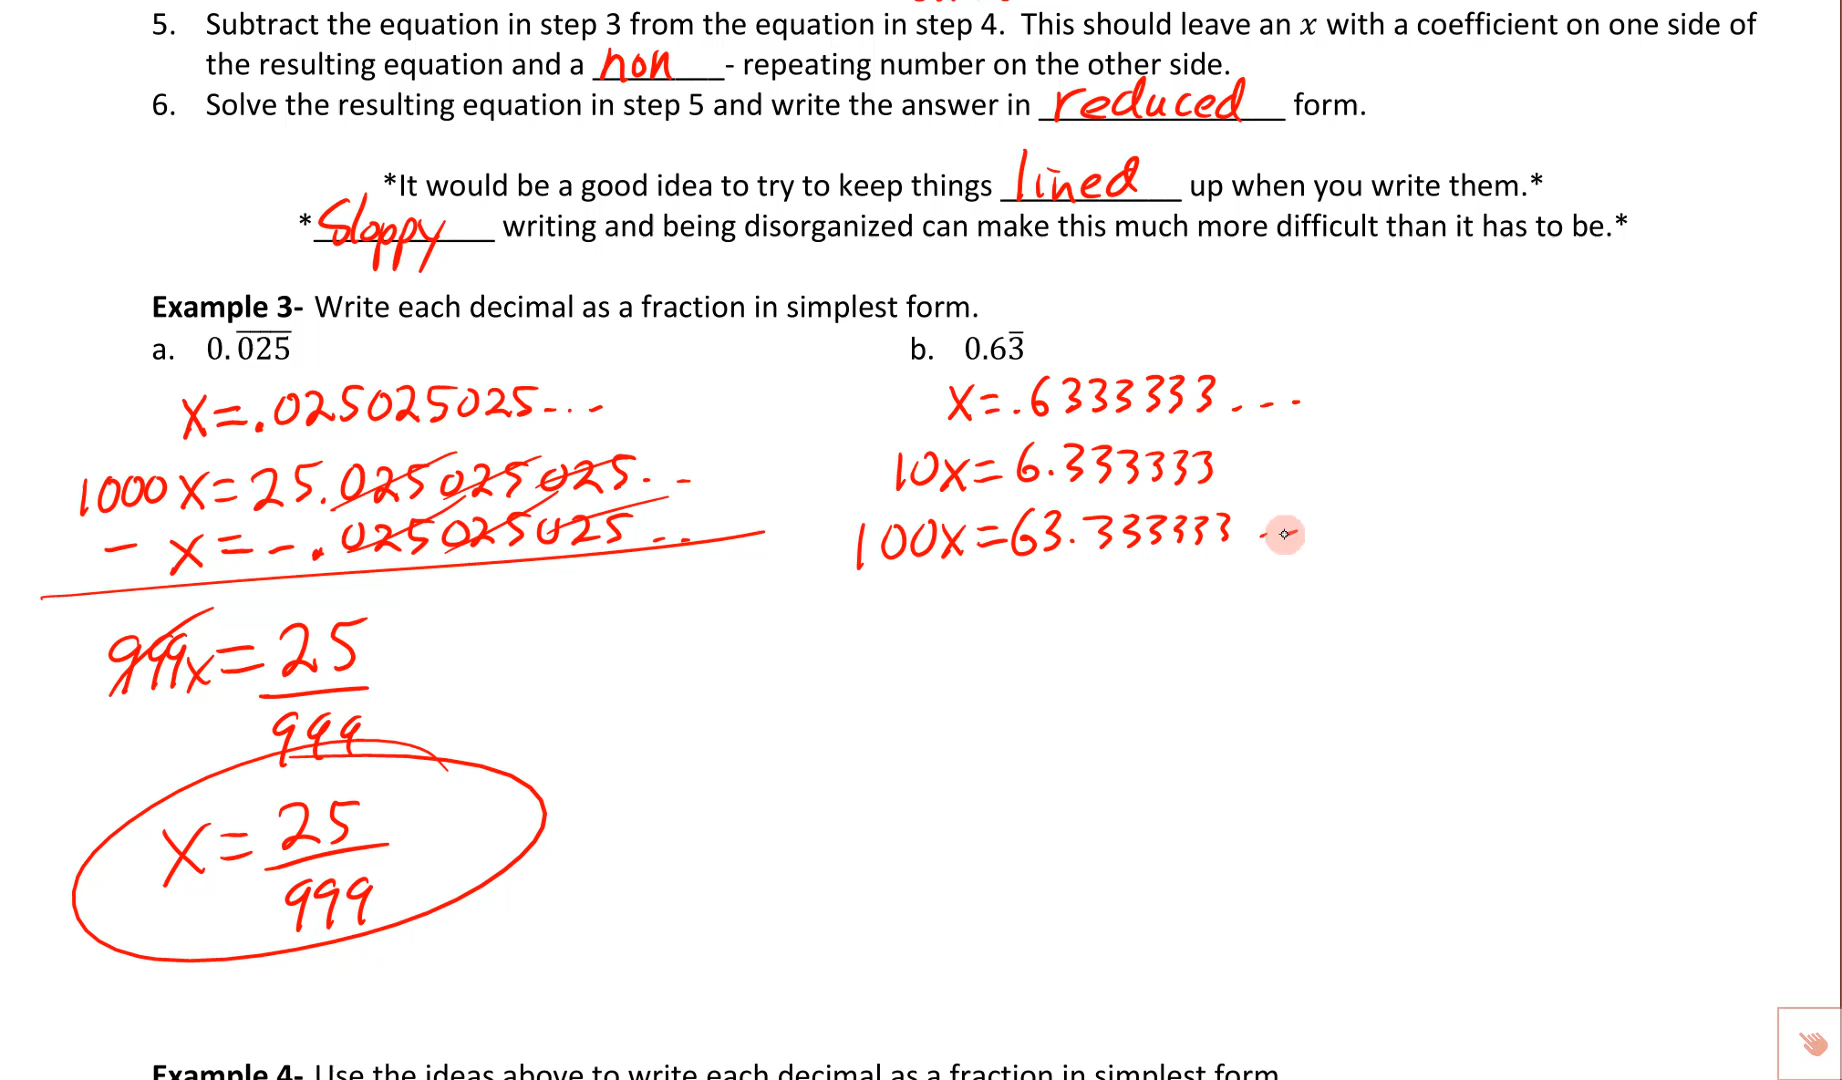 5. Subtract the equation in step 3 from the equation in step 4. This should leave an x with a coefficient on one side of
the resulting equation and a non - repeating number on the other side.
6. Solve the resulting equation in step 5 and write the answer in reduced form.
*It would be a good idea to try to keep things lined up when you write them.*
*Sloppy writing and being disorganized can make this much more difficult than it has to be.*
Example 3- Write each decimal as a fraction in simplest form.
a. 0.0̅2̅5̅
x=.025025025...
1000x=25.025025025...
- x=-.025025025...
999x=25
999
x=25
999
b. 0.63̅
x=.6333333...
10x=6.333333
100x=63.333333 --
Example 4- Use the ideas above to write each decimal as a fraction in simplest form.